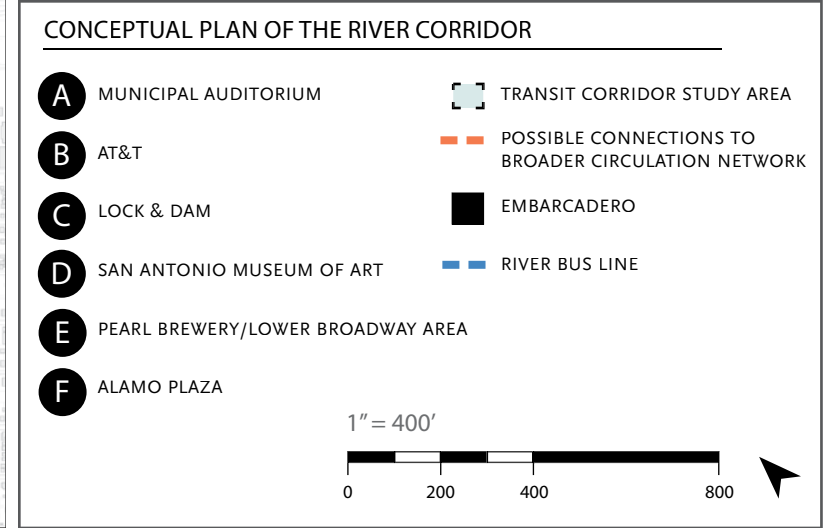 CONCEPTUAL PLAN OF THE RIVER CORRIDOR
A MUNICIPAL AUDITORIUM
B AT&T
C LOCK & DAM
D SAN ANTONIO MUSEUM OF ART
E PEARL BREWERY/LOWER BROADWAY AREA
F ALAMO PLAZA
TRANSIT CORRIDOR STUDY AREA
POSSIBLE CONNECTIONS TO
BROADER CIRCULATION NETWORK
EMBARCADERO
RIVER BUS LINE
1" = 400'
0 200 400 800